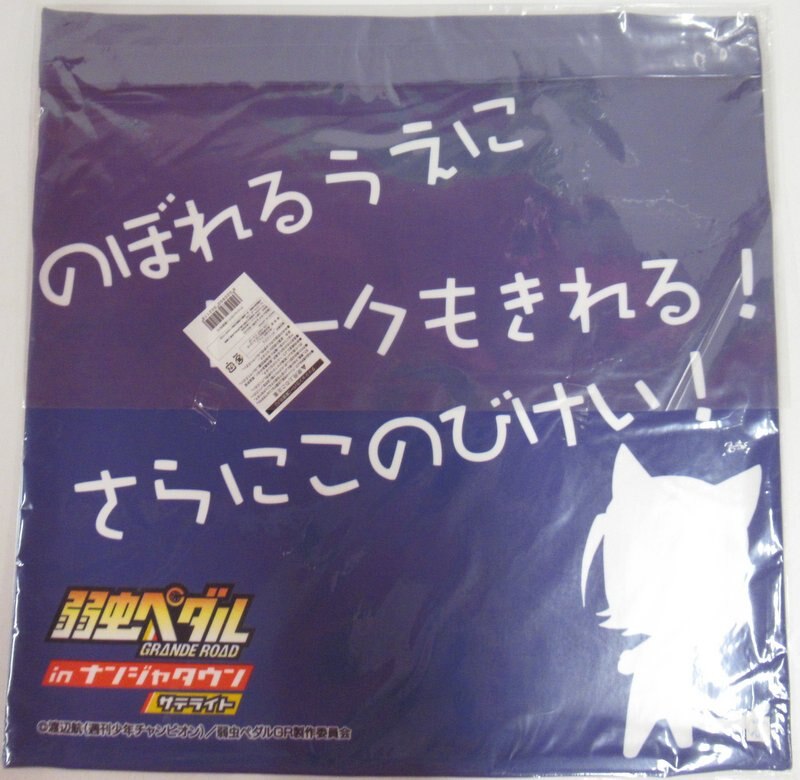 のぼれるうえに
ークもきれる！
さらにこのびけい！
弱虫ペダル
GRANDE ROAD
in ナンジャタウン
サテライト
©渡辺航(週刊少年チャンピオン)／弱虫ペダルGR製作委員会